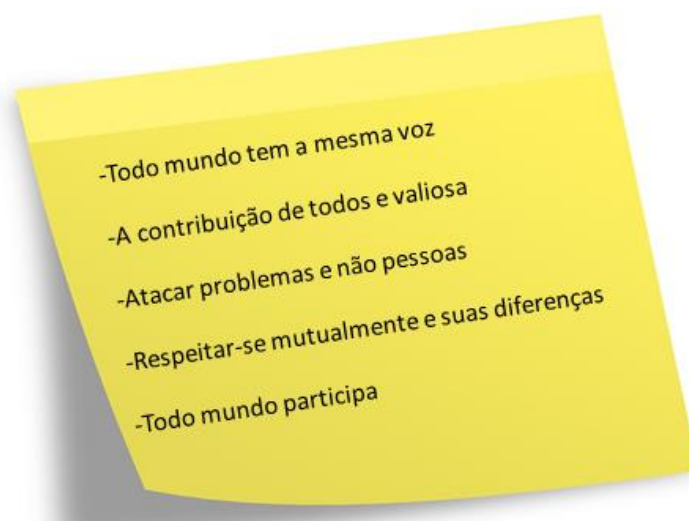 -Todo mundo tem a mesma voz
-A contribuição de todos e valiosa
-Atacar problemas e não pessoas
-Respeitar-se mutualmente e suas diferenças
-Todo mundo participa